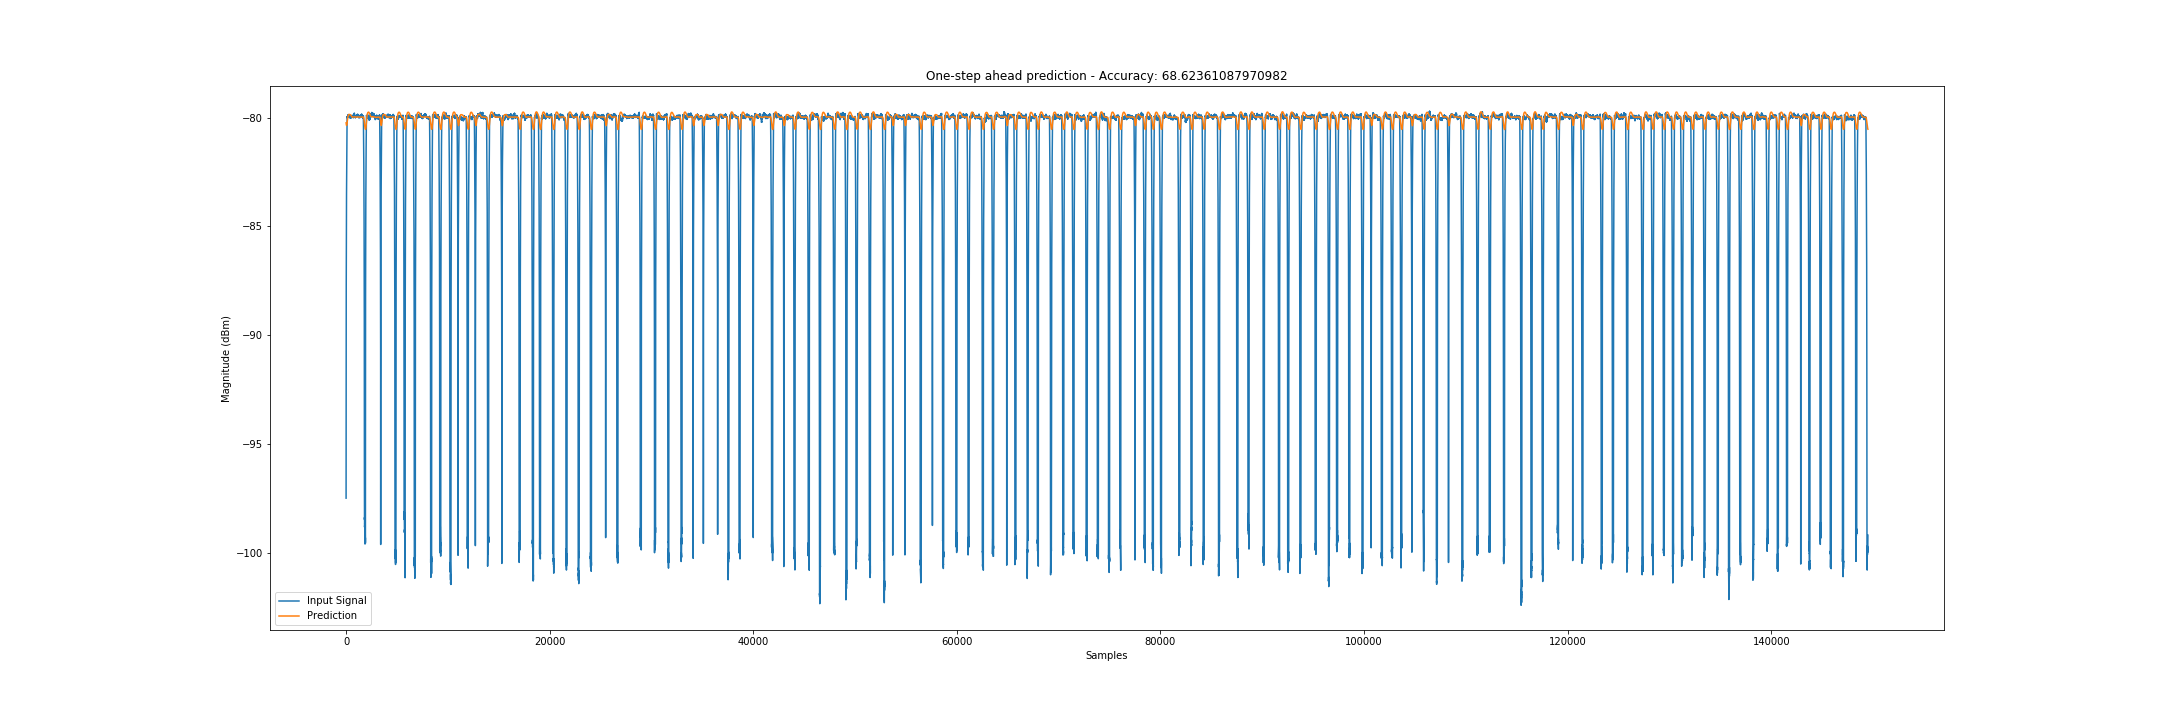 One-step ahead prediction - Accuracy: 68.62361087970982
−80
−85
−90
−95
−100
Magnitude (dBm)
Input Signal
Prediction
0
20000
40000
60000
80000
100000
120000
140000
Samples